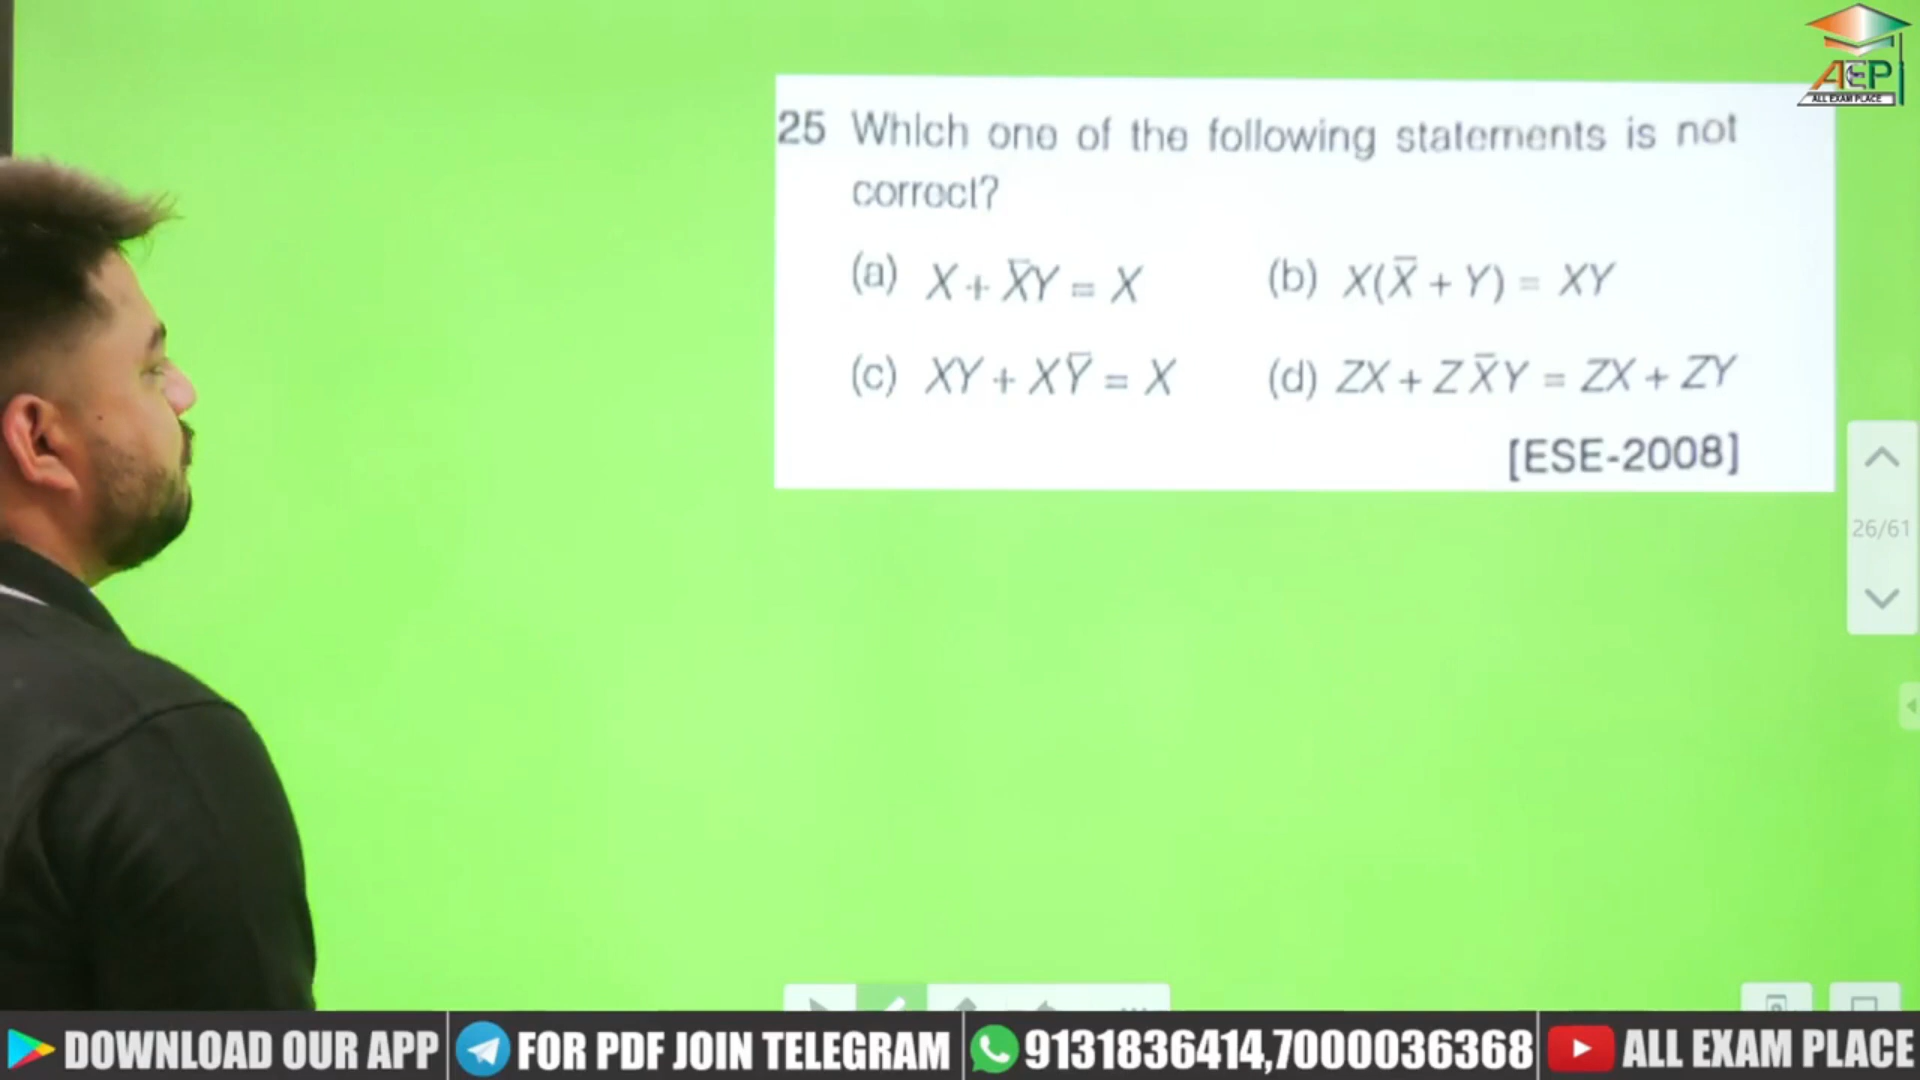 AEP
ALL EXAM PLACE
25 Which one of the following statements is not
correct?
(a) X + X̅Y = X (b) X(X̅ + Y) = XY
(c) XY + XY̅ = X (d) ZX + ZX̅Y = ZX + ZY
[ESE-2008]
26/61
DOWNLOAD OUR APP FOR PDF JOIN TELEGRAM 9131836414,7000036368 ALL EXAM PLACE